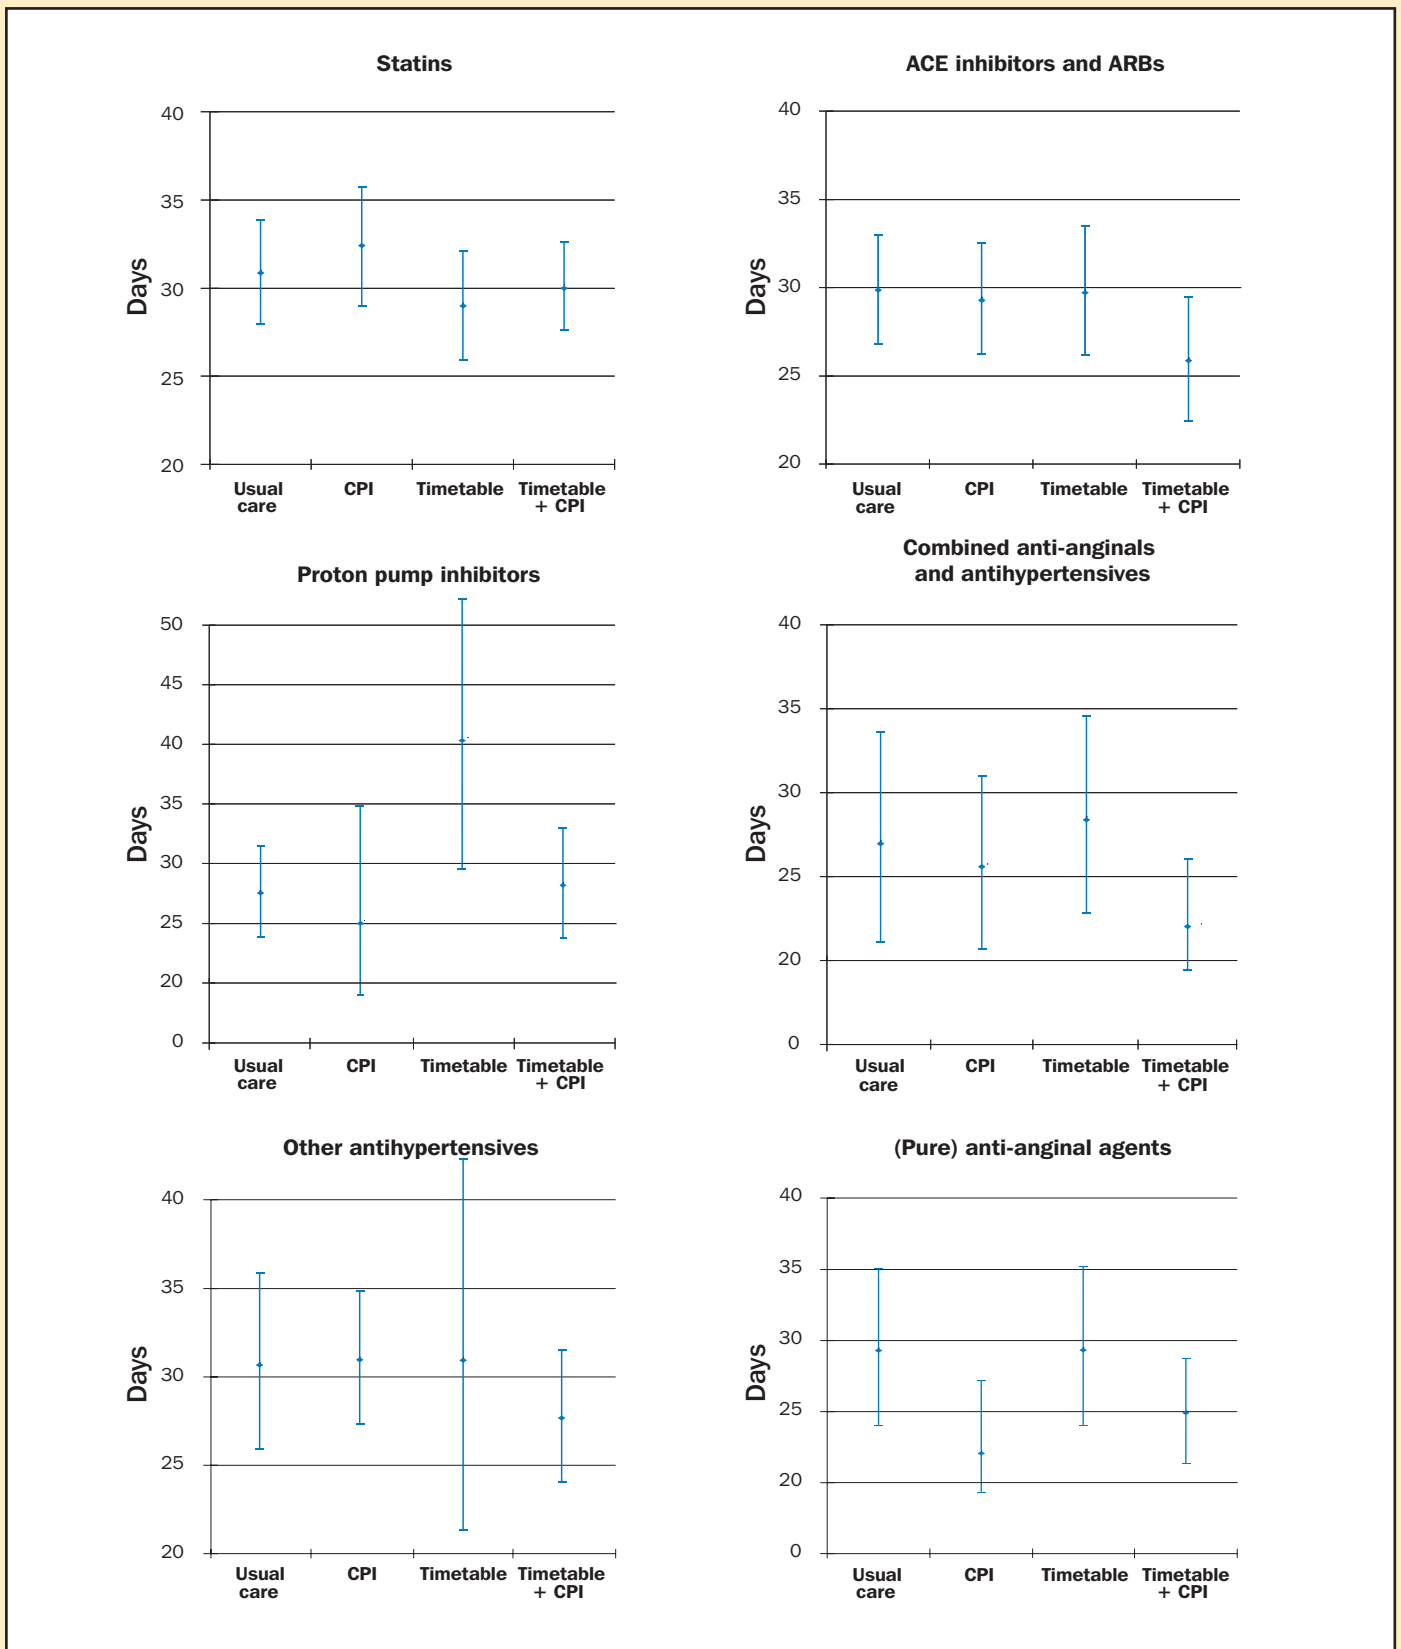 Statins
40
35
30
25
20
Days
Usual care
CPI
Timetable
Timetable + CPI
ACE inhibitors and ARBs
40
35
30
25
20
Days
Usual care
CPI
Timetable
Timetable + CPI
Proton pump inhibitors
50
45
40
35
30
25
20
0
Days
Usual care
CPI
Timetable
Timetable + CPI
Combined anti-anginals
and antihypertensives
40
35
30
25
20
0
Days
Usual care
CPI
Timetable
Timetable + CPI
Other antihypertensives
40
35
30
25
20
Days
Usual care
CPI
Timetable
Timetable + CPI
(Pure) anti-anginal agents
40
35
30
25
20
0
Days
Usual care
CPI
Timetable
Timetable + CPI